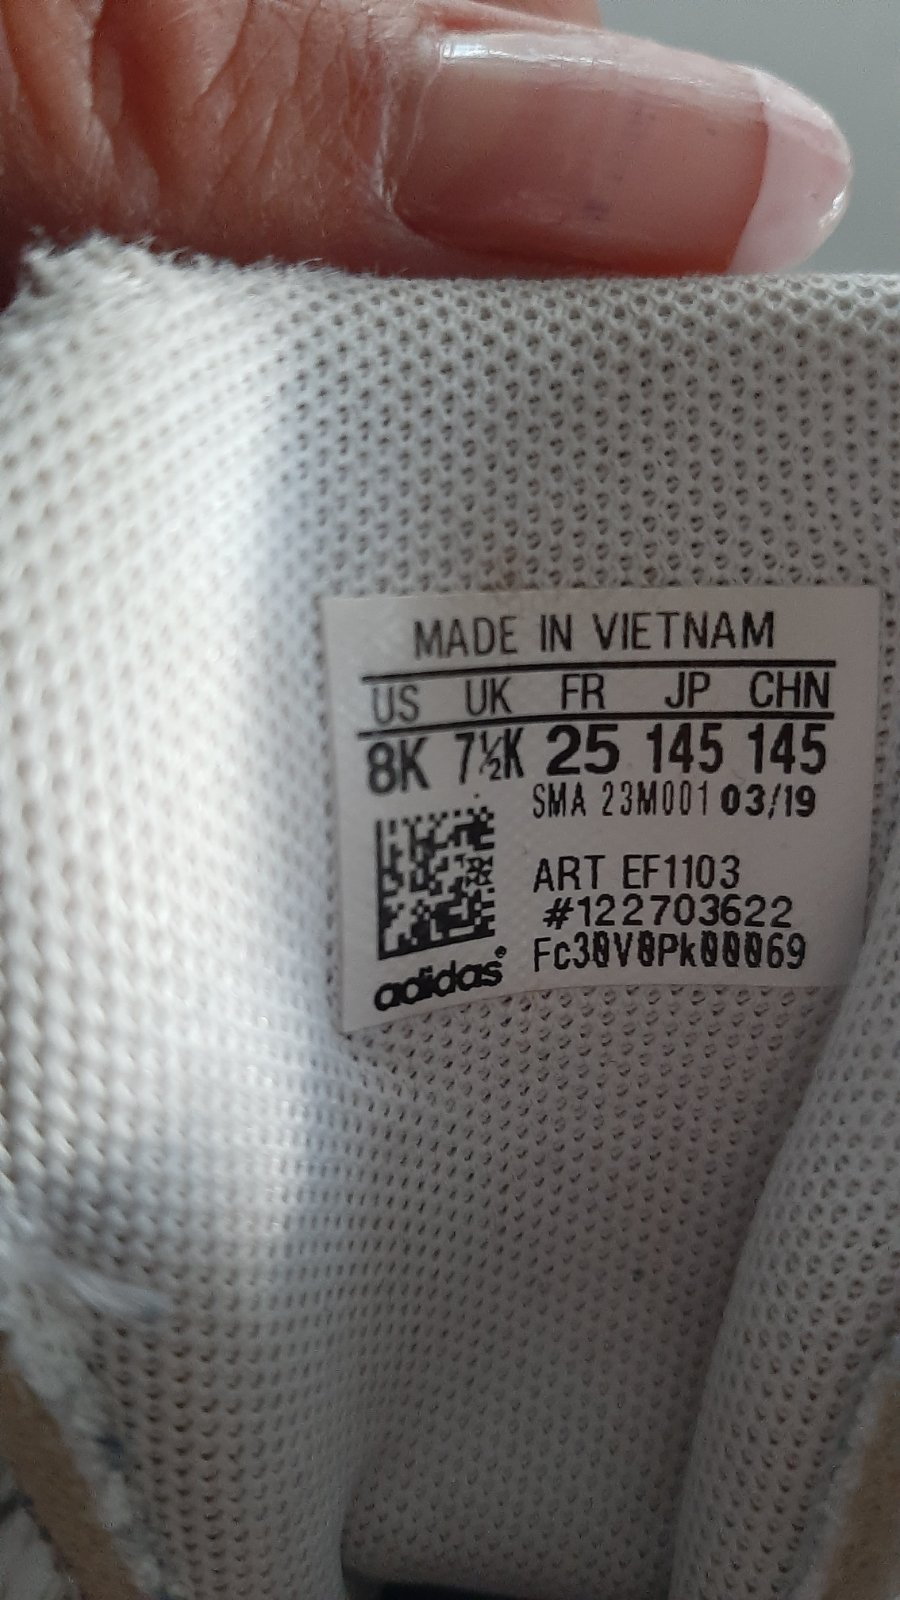 MADE IN VIETNAM
US UK FR JP CHN
8K 7½K 25 145 145
SMA 23M001 03/19
ART EF1103
#122703622
Fc30V0Pk00069
adidas®